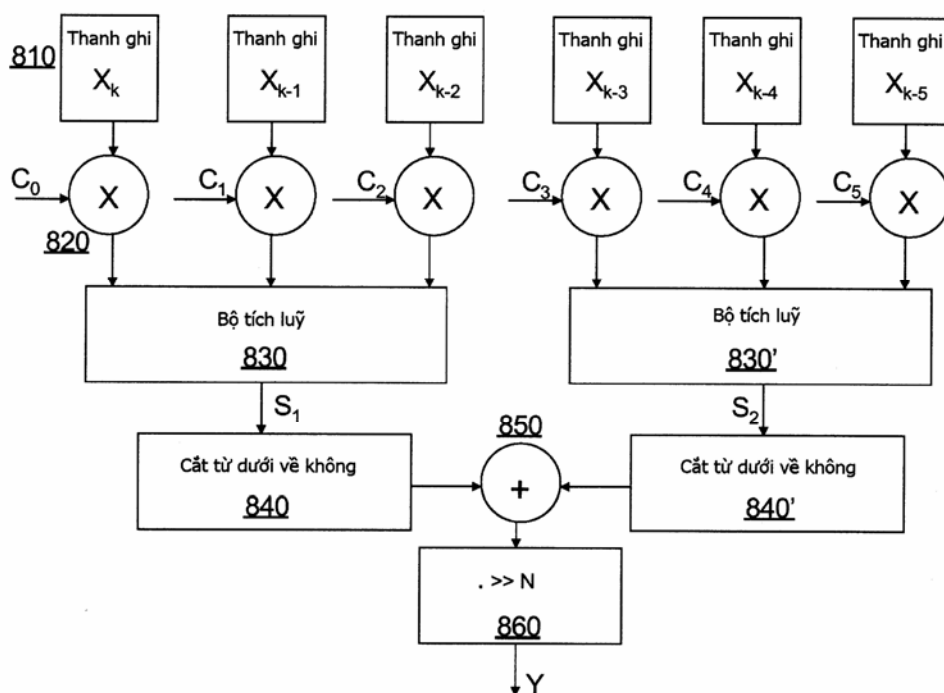 810
Thanh ghi Thanh ghi Thanh ghi Thanh ghi Thanh ghi Thanh ghi
Xk Xk-1 Xk-2 Xk-3 Xk-4 Xk-5
C0 X C1 X C2 X C3 X C4 X C5 X
820
Bộ tích luỹ Bộ tích luỹ
830 830'
S1 S2
850
Cắt từ dưới về không + Cắt từ dưới về không
840 840'
. >> N
860
Y